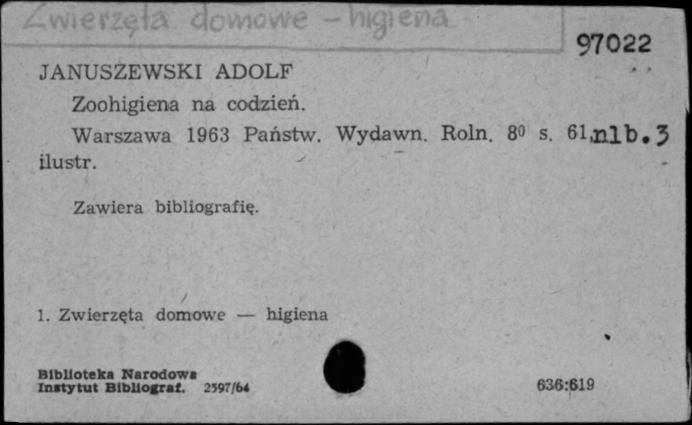 Zwierzęta domowe – higiena
97022
JANUSZEWSKI ADOLF
Zoohigiena na codzień.
Warszawa 1963 Państw. Wydawn. Roln. 8⁰ s. 61,nlb.3
ilustr.
Zawiera bibliografię.
1. Zwierzęta domowe — higiena
Biblioteka Narodowa
Instytut Bibliograf. 2597/64
636:619